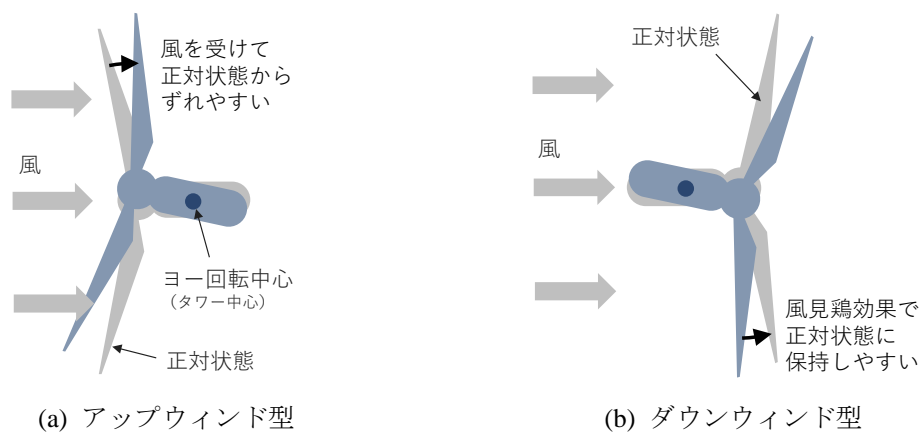 風を受けて
正対状態から
ずれやすい
風
ヨー回転中心
(タワー中心)
正対状態
(a) アップウィンド型
正対状態
風
風見鶏効果で
正対状態に
保持しやすい
(b) ダウンウィンド型